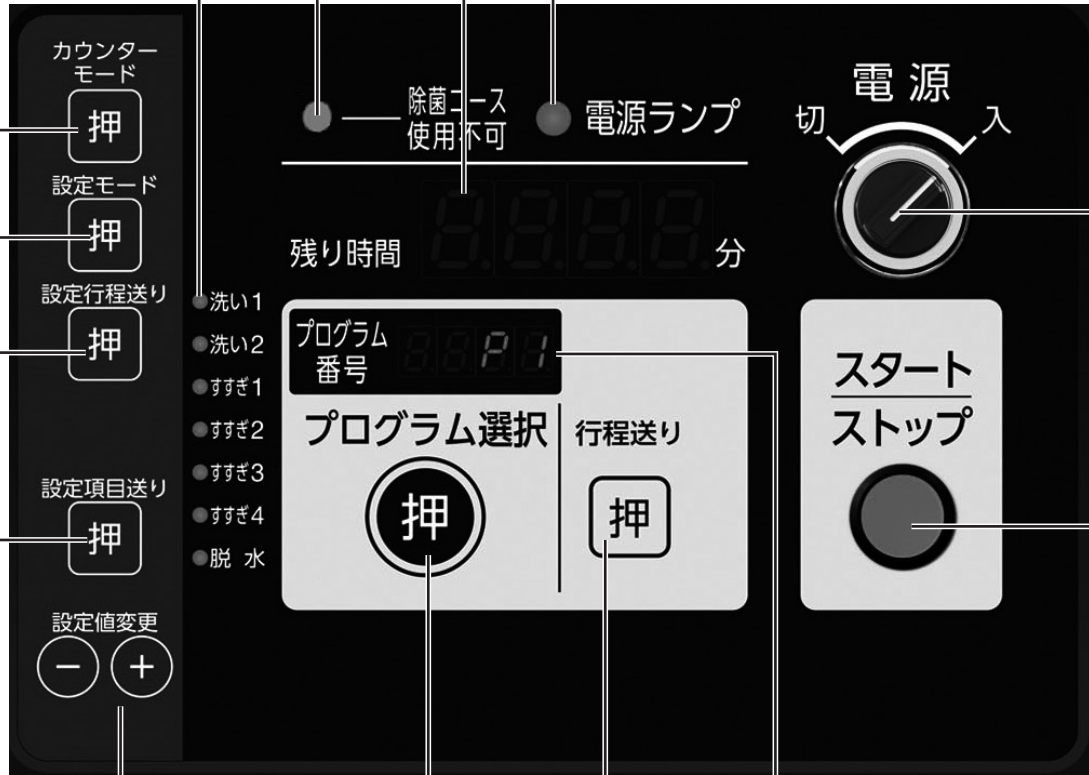 カウンター
モード
押
設定モード
押
設定行程送り
押
設定項目送り
押
設定値変更
− +
除菌コース
使用不可
電源ランプ
残り時間 分
洗い1
洗い2
すすぎ1
すすぎ2
すすぎ3
すすぎ4
脱 水
プログラム
番号
P1
プログラム選択
押
行程送り
押
電源
切 入
スタート
ストップ